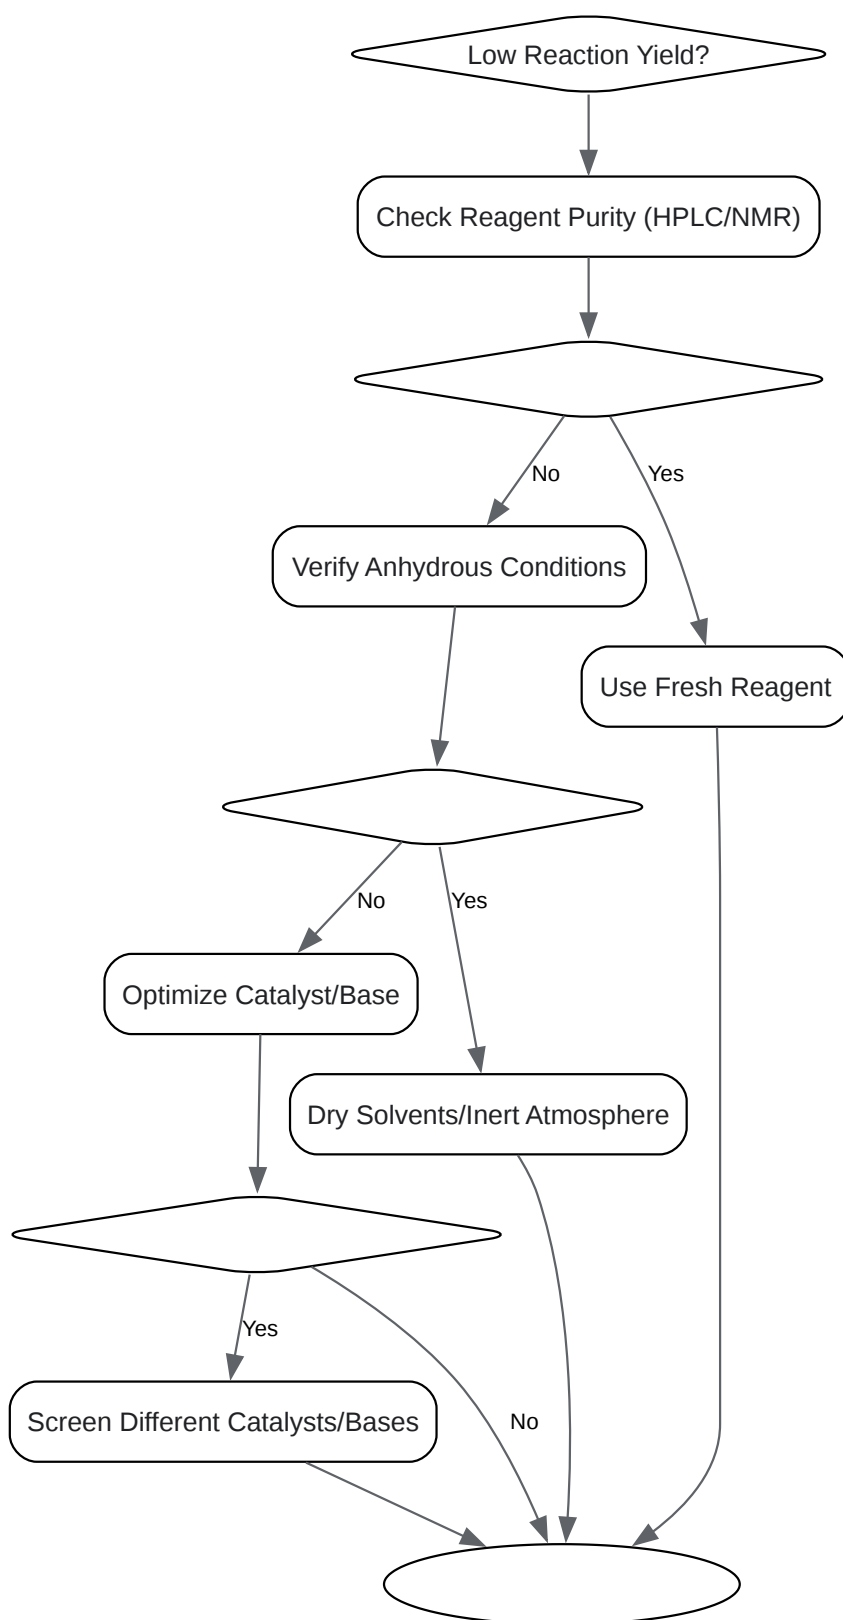 Low Reaction Yield?
Check Reagent Purity (HPLC/NMR)
No
Yes
Verify Anhydrous Conditions
Use Fresh Reagent
No
Yes
Optimize Catalyst/Base
Dry Solvents/Inert Atmosphere
Yes
Screen Different Catalysts/Bases
No